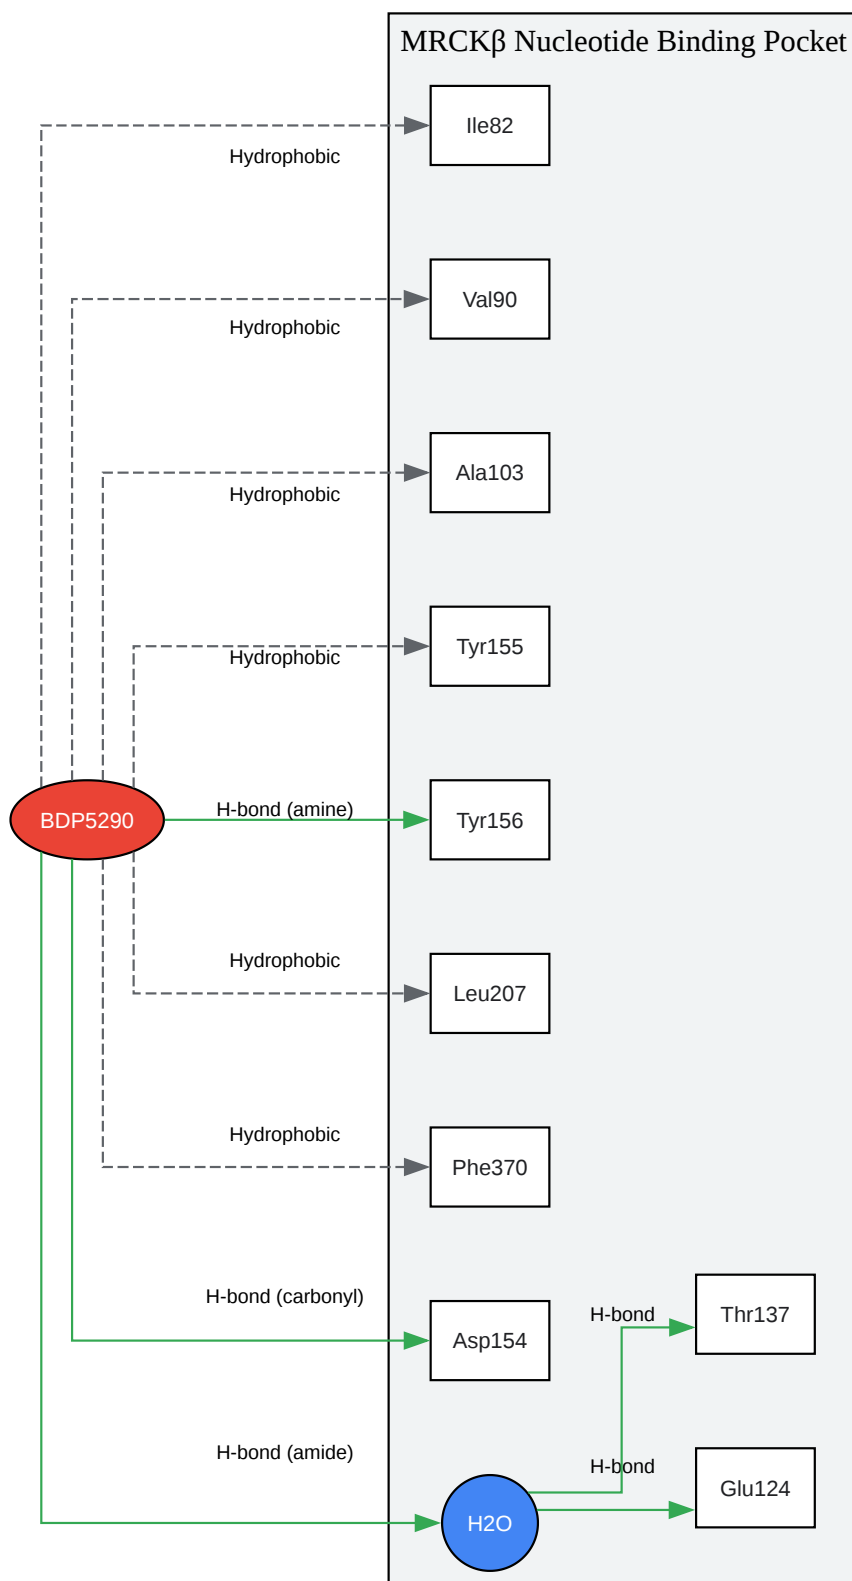 MRCKβ Nucleotide Binding Pocket
Ile82
Hydrophobic
Val90
Hydrophobic
Ala103
Hydrophobic
Tyr155
Hydrophobic
BDP5290
H-bond (amine)
Tyr156
Hydrophobic
Leu207
Hydrophobic
Phe370
H-bond (carbonyl)
Asp154
H-bond
Thr137
H-bond (amide)
H-bond
Glu124
H2O